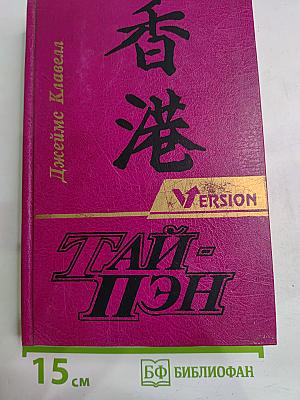 香
港
Джеймс Клавелл
VERSION
ТАЙ-
ПЭН
15 см
БФ БИБЛИОФАН